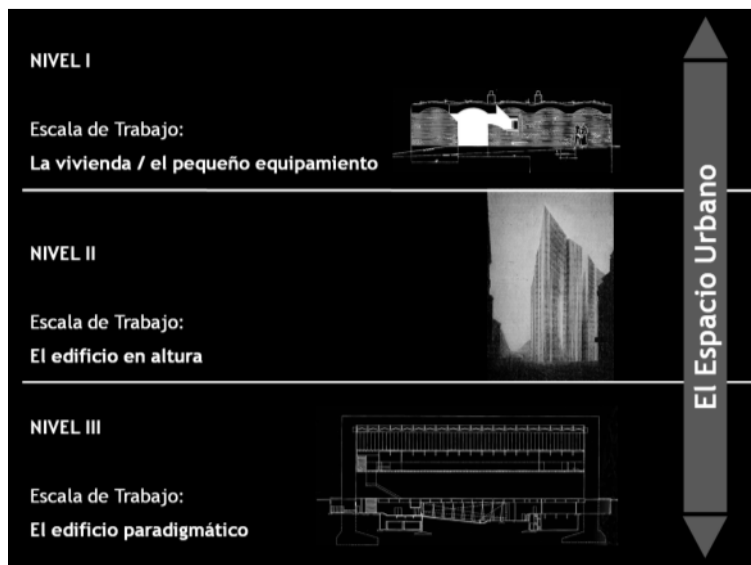 NIVEL I
Escala de Trabajo:
La vivienda / el pequeño equipamiento
NIVEL II
Escala de Trabajo:
El edificio en altura
NIVEL III
Escala de Trabajo:
El edificio paradigmático
El Espacio Urbano